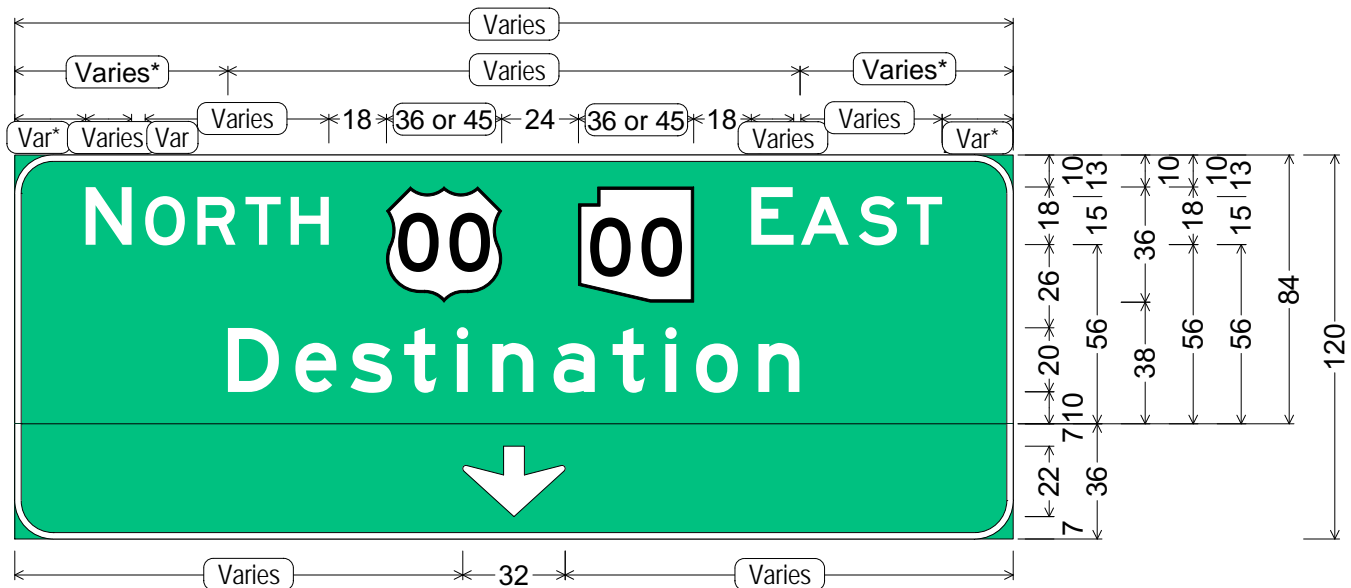 Varies
Varies* Varies Varies*
Var* Varies Var Varies 18 36 or 45 24 36 or 45 18 Varies Varies Var*
NORTH 00 00 EAST
Destination
10 18 26 20 10 7 22 7
13 15 56 36
10 36 38
10 18 56
10 13 15 56
84
120
Varies 32 Varies